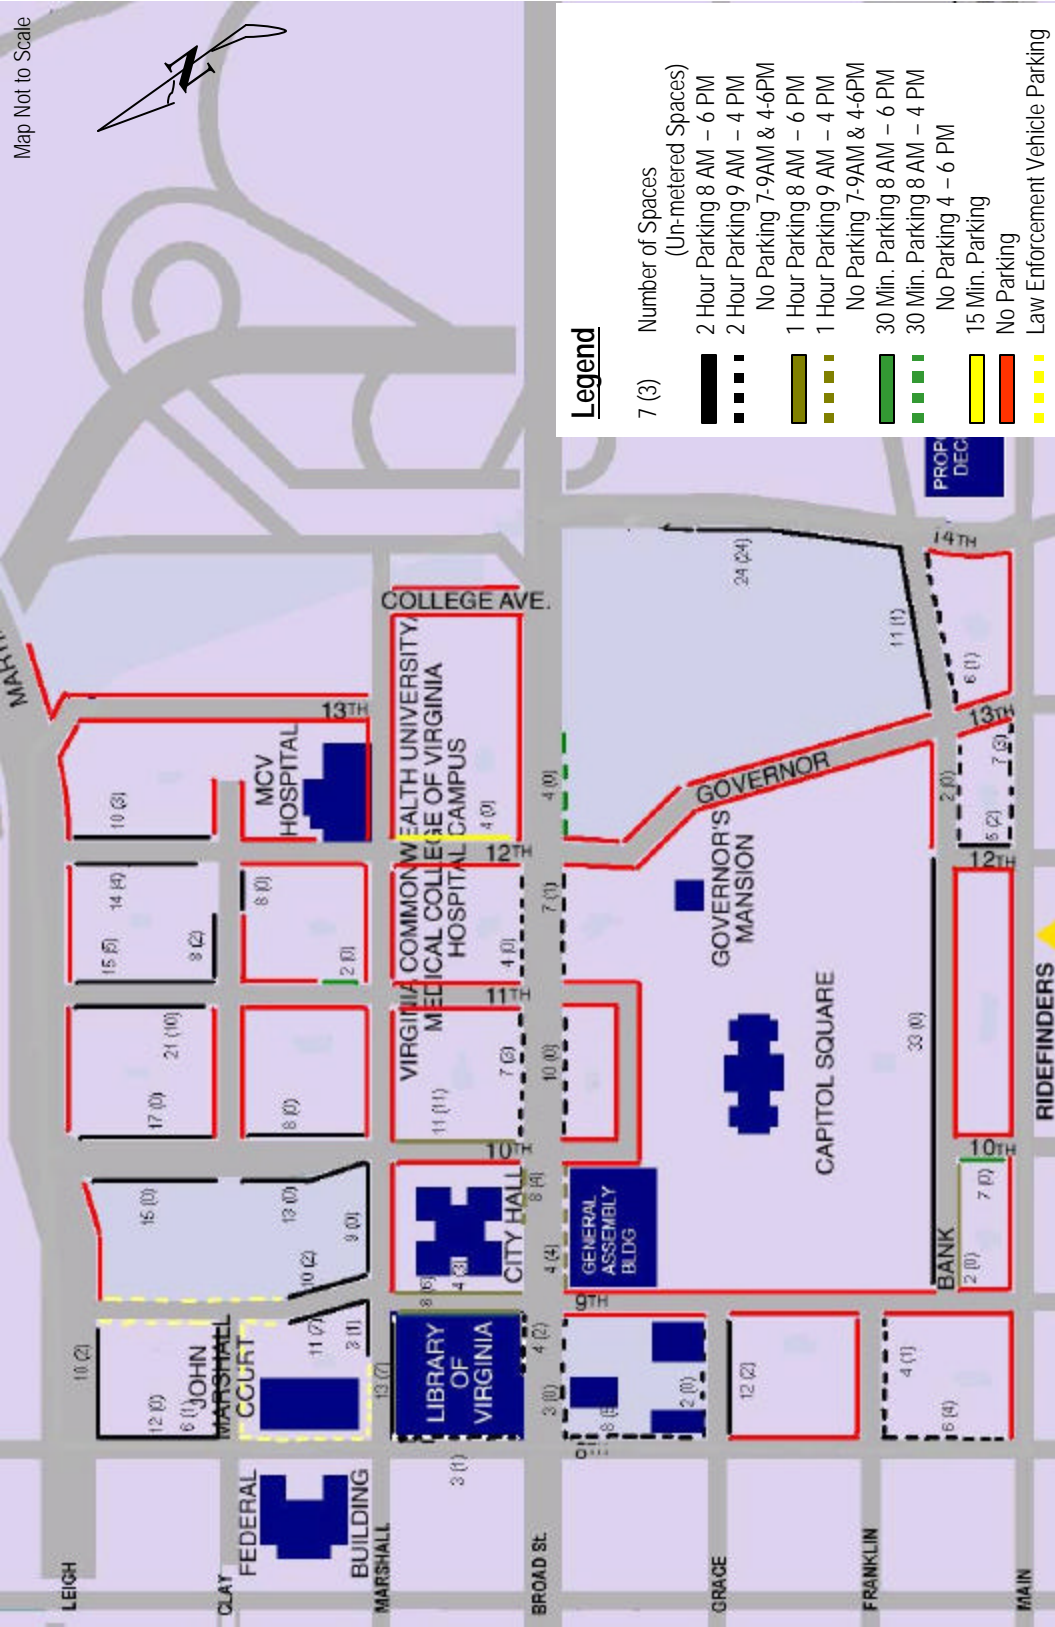 Map Not to Scale
N
Legend
7 (3) Number of Spaces
(Un-metered Spaces)
2 Hour Parking 8 AM – 6 PM
2 Hour Parking 9 AM – 4 PM
No Parking 7-9AM & 4-6PM
1 Hour Parking 8 AM – 6 PM
1 Hour Parking 9 AM – 4 PM
No Parking 7-9AM & 4-6PM
30 Min. Parking 8 AM – 6 PM
30 Min. Parking 8 AM – 4 PM
No Parking 4 – 6 PM
15 Min. Parking
No Parking
Law Enforcement Vehicle Parking
LEIGH
CLAY
MARSHALL
BROAD St.
GRACE
FRANKLIN
MAIN
FEDERAL
BUILDING
JOHN
MARSHALL
COURT
LIBRARY
OF
VIRGINIA
CITY HALL
GENERAL
ASSEMBLY
BLDG
9TH
BANK
10TH
10TH
11TH
12TH
12TH
13TH
13TH
14TH
COLLEGE AVE.
GOVERNOR
MCV
HOSPITAL
VIRGINIA COMMONWEALTH UNIVERSITY/
MEDICAL COLLEGE OF VIRGINIA
HOSPITAL CAMPUS
GOVERNOR'S
MANSION
CAPITOL SQUARE
RIDEFINDERS
10 (2)
12 (0)
6 (1)
11 (7)
3 (1)
13 (7)
3 (1)
4 (2)
3 (0)
2 (0)
12 (2)
4 (1)
6 (4)
15 (0)
13 (0)
10 (2)
9 (0)
8 (6)
4 (3)
8 (4)
4 (4)
2 (0)
7 (0)
17 (0)
21 (10)
8 (0)
11 (11)
7 (3)
10 (0)
33 (0)
15 (5)
14 (4)
8 (2)
8 (0)
2 (0)
4 (0)
7 (1)
10 (3)
4 (0)
4 (0)
2 (0)
7 (3)
24 (24)
11 (1)
6 (1)